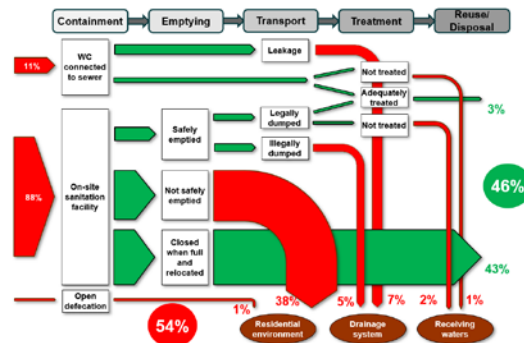 Containment
Emptying
Transport
Treatment
Reuse/
Disposal
11%
WC
connected
to sewer
Leakage
Not treated
Adequately
treated
3%
Legally
dumped
Not treated
Safely
emptied
Illegally
dumped
46%
88%
On-site
sanitation
facility
Not safely
emptied
Closed
when full
and
relocated
43%
Open
defecation
54%
1%
38%
5%
7%
2%
1%
Residential
environment
Drainage
system
Receiving
waters